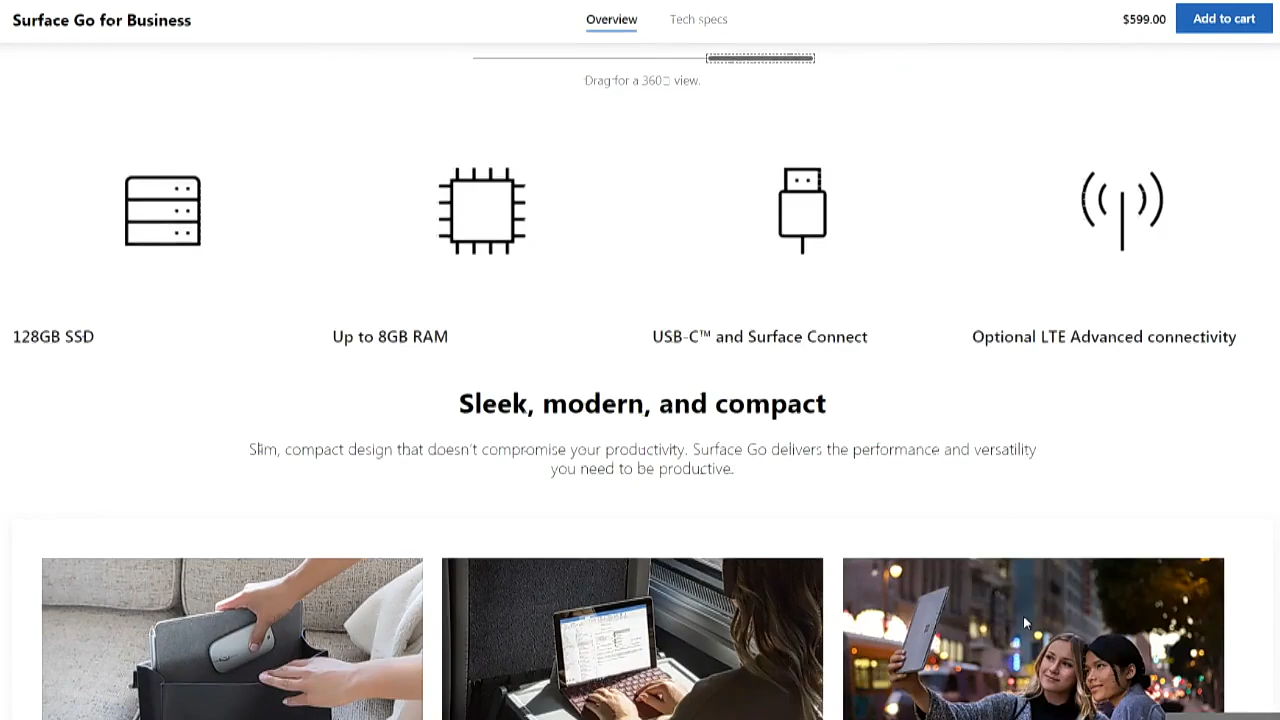 Surface Go for Business
Overview
Tech specs
$599.00
Add to cart
Drag for a 360 view.
128GB SSD
Up to 8GB RAM
USB-C™ and Surface Connect
Optional LTE Advanced connectivity
Sleek, modern, and compact
Slim, compact design that doesn't compromise your productivity. Surface Go delivers the performance and versatility
you need to be productive.